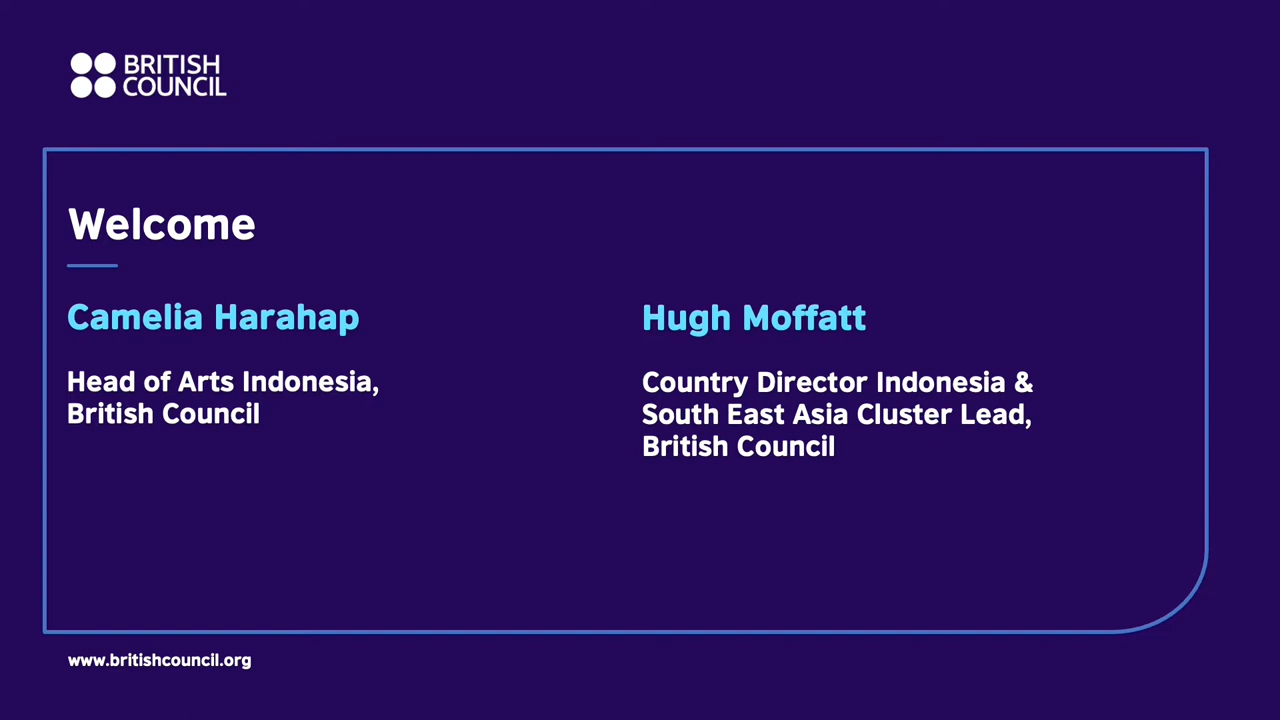 BRITISH
COUNCIL
Welcome
Camelia Harahap
Head of Arts Indonesia,
British Council
Hugh Moffatt
Country Director Indonesia &
South East Asia Cluster Lead,
British Council
www.britishcouncil.org